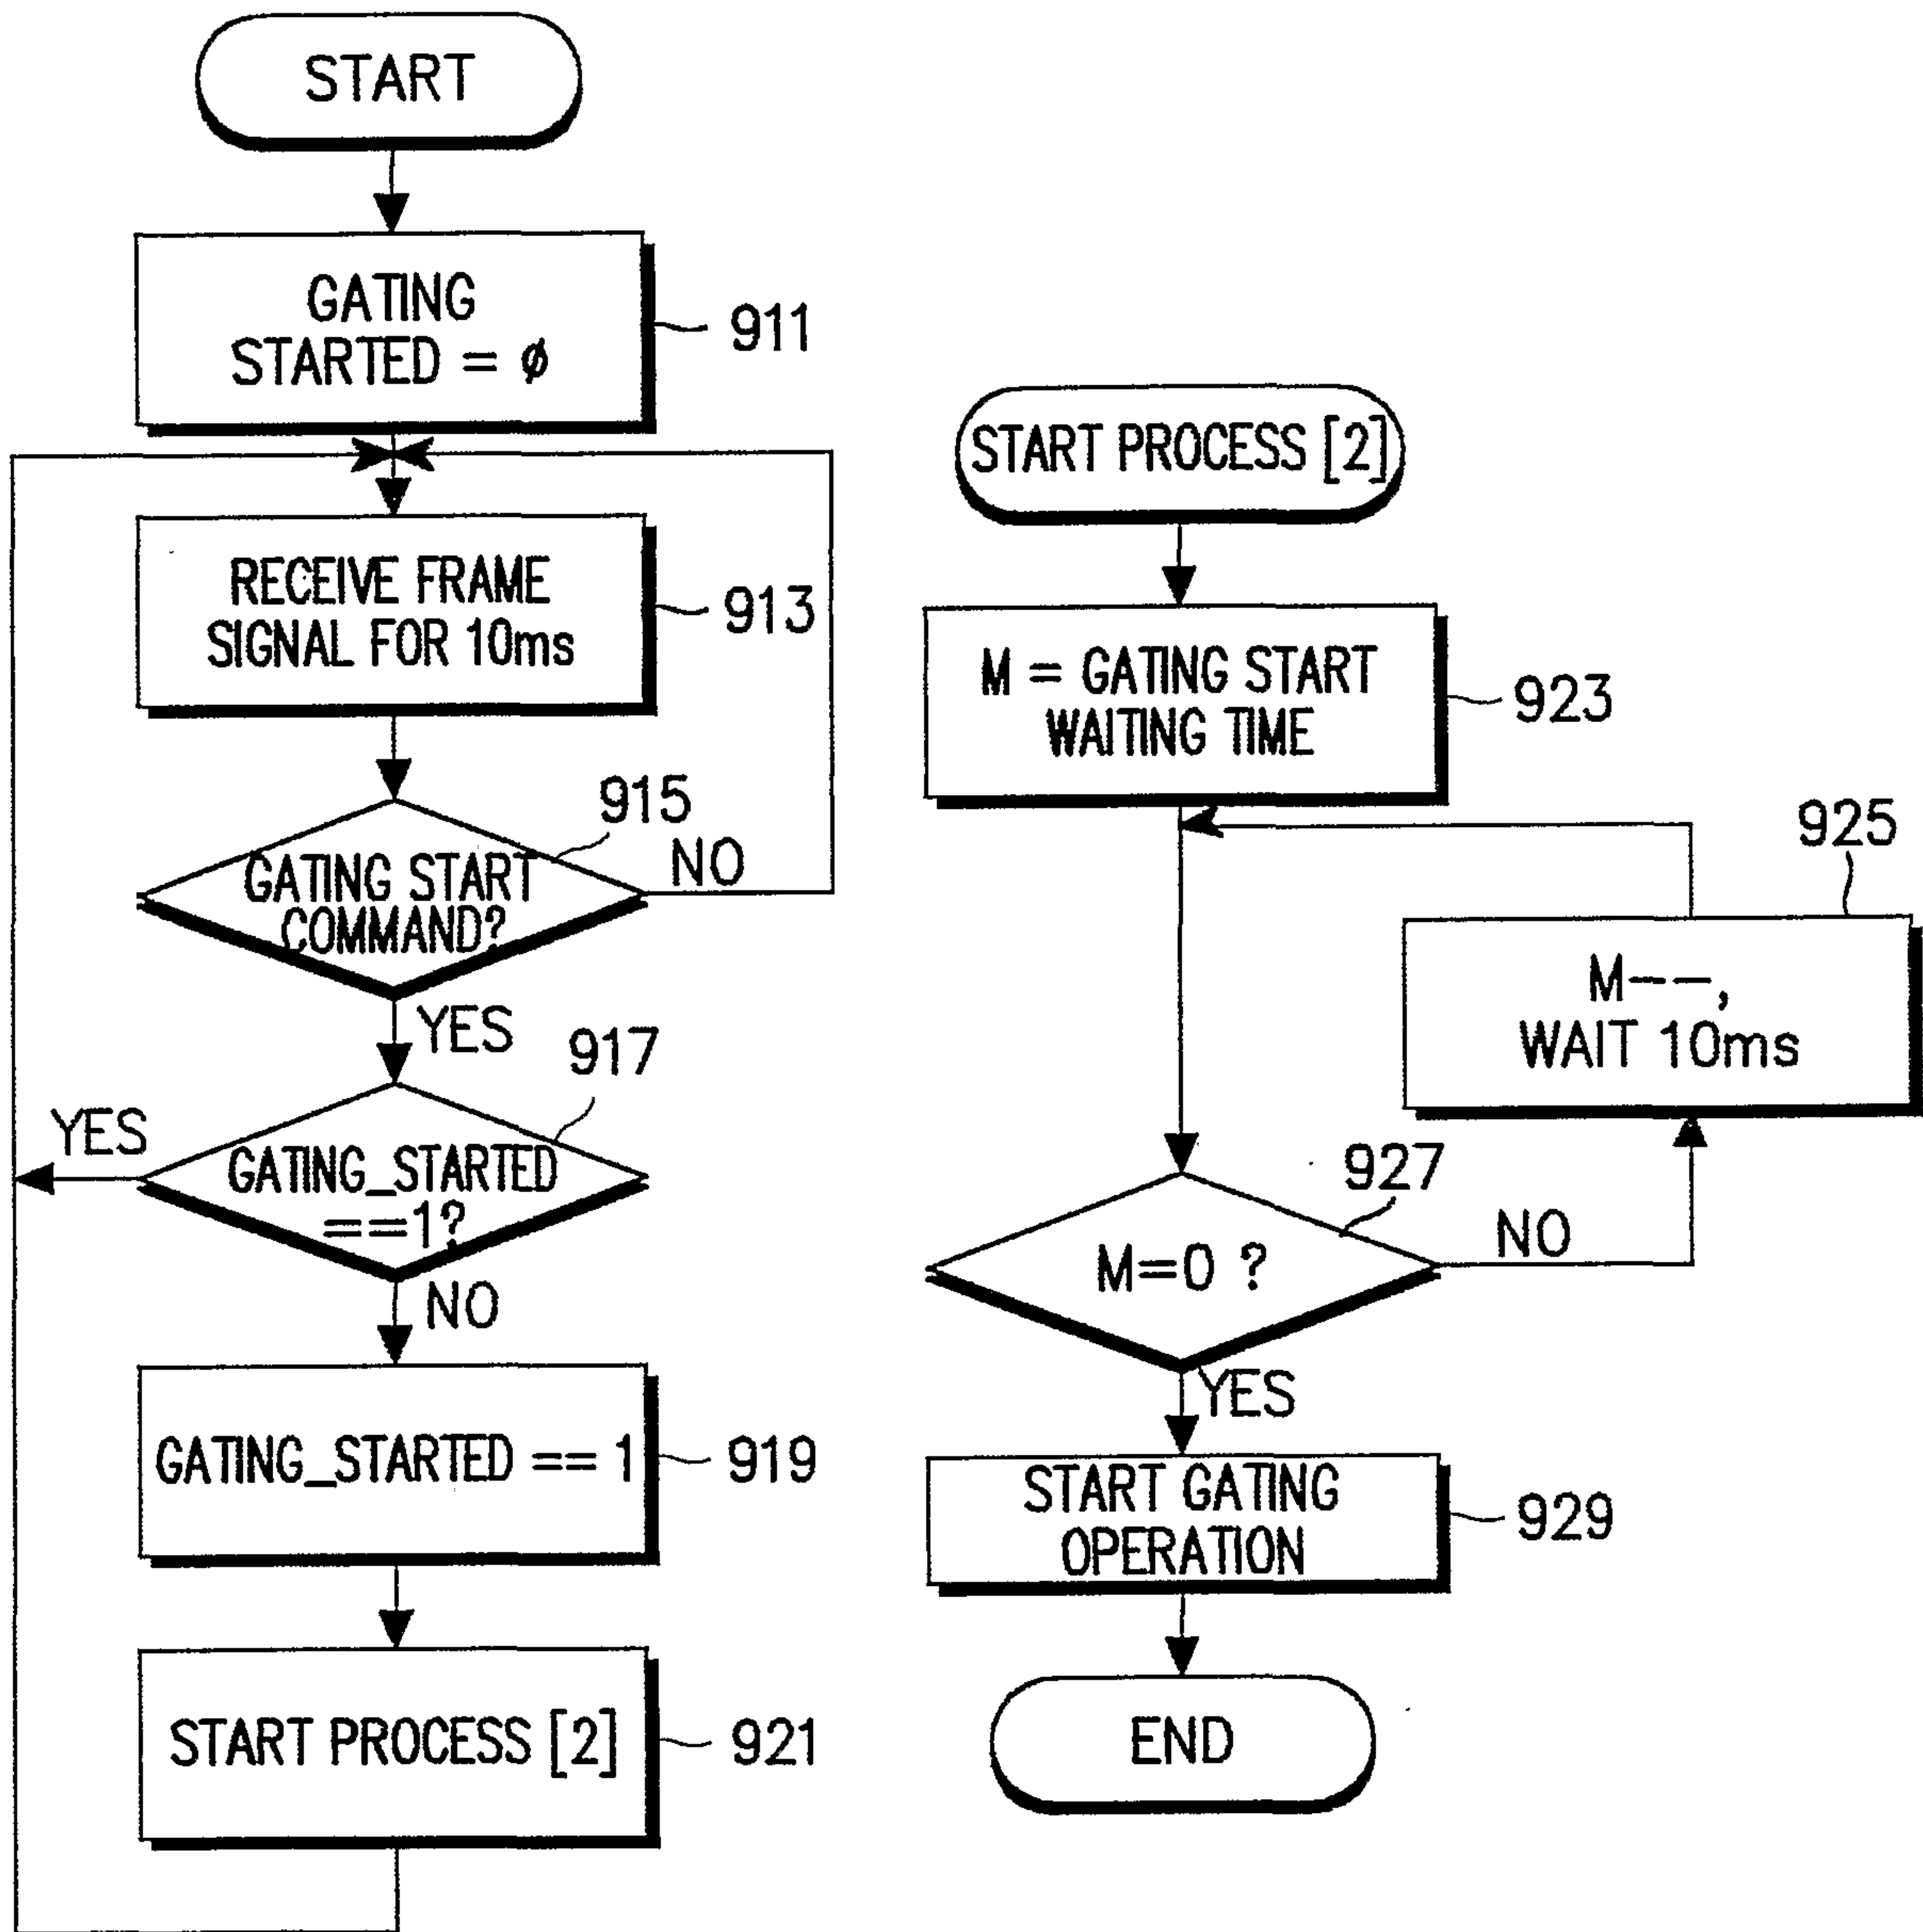 START
GATING
STARTED = ø
911
RECEIVE FRAME
SIGNAL FOR 10ms
913
915
GATING START
COMMAND?
NO
YES
917
YES
GATING_STARTED
==1?
NO
GATING_STARTED == 1
919
START PROCESS [2]
921
START PROCESS [2]
M = GATING START
WAITING TIME
923
925
M--,
WAIT 10ms
927
M=0 ?
NO
YES
START GATING
OPERATION
929
END